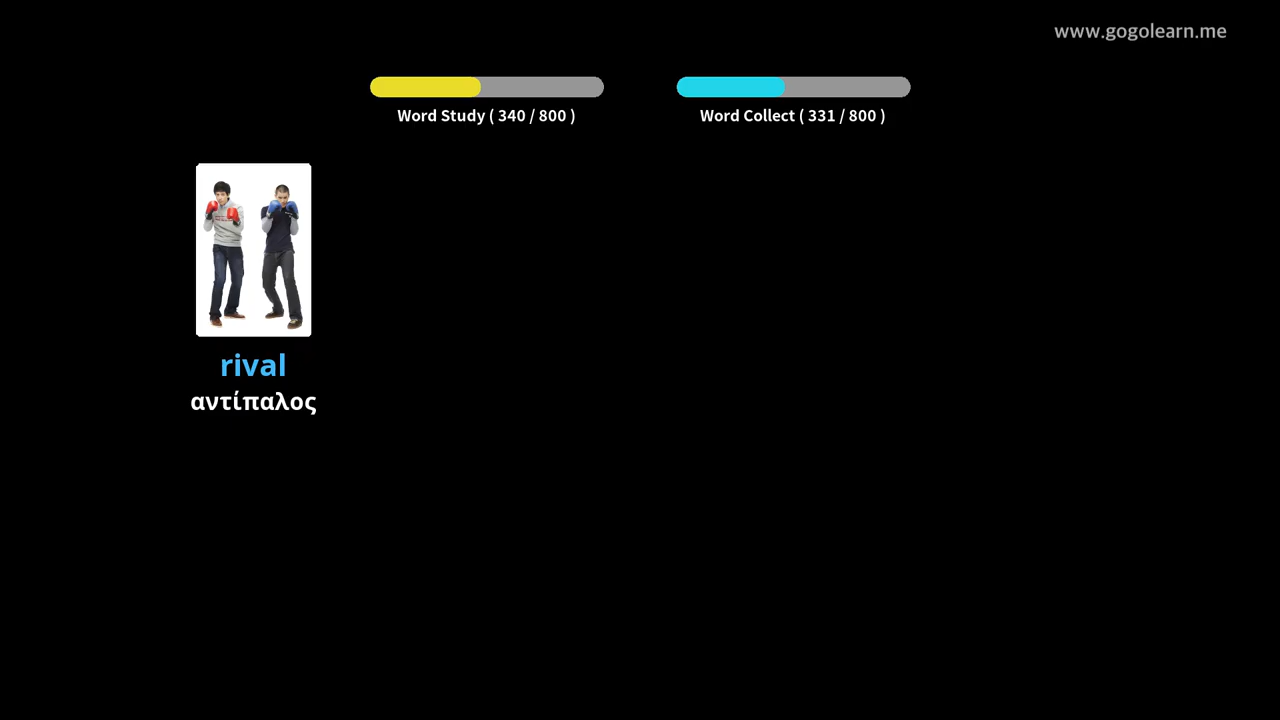 www.gogolearn.me
Word Study ( 340 / 800 )
Word Collect ( 331 / 800 )
rival
αντίπαλος